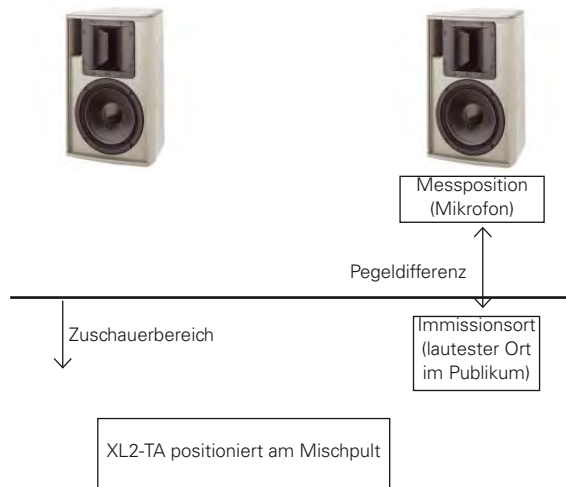 Messposition
(Mikrofon)
Pegeldifferenz
Zuschauerbereich
Immissionsort
(lautester Ort
im Publikum)
XL2-TA positioniert am Mischpult